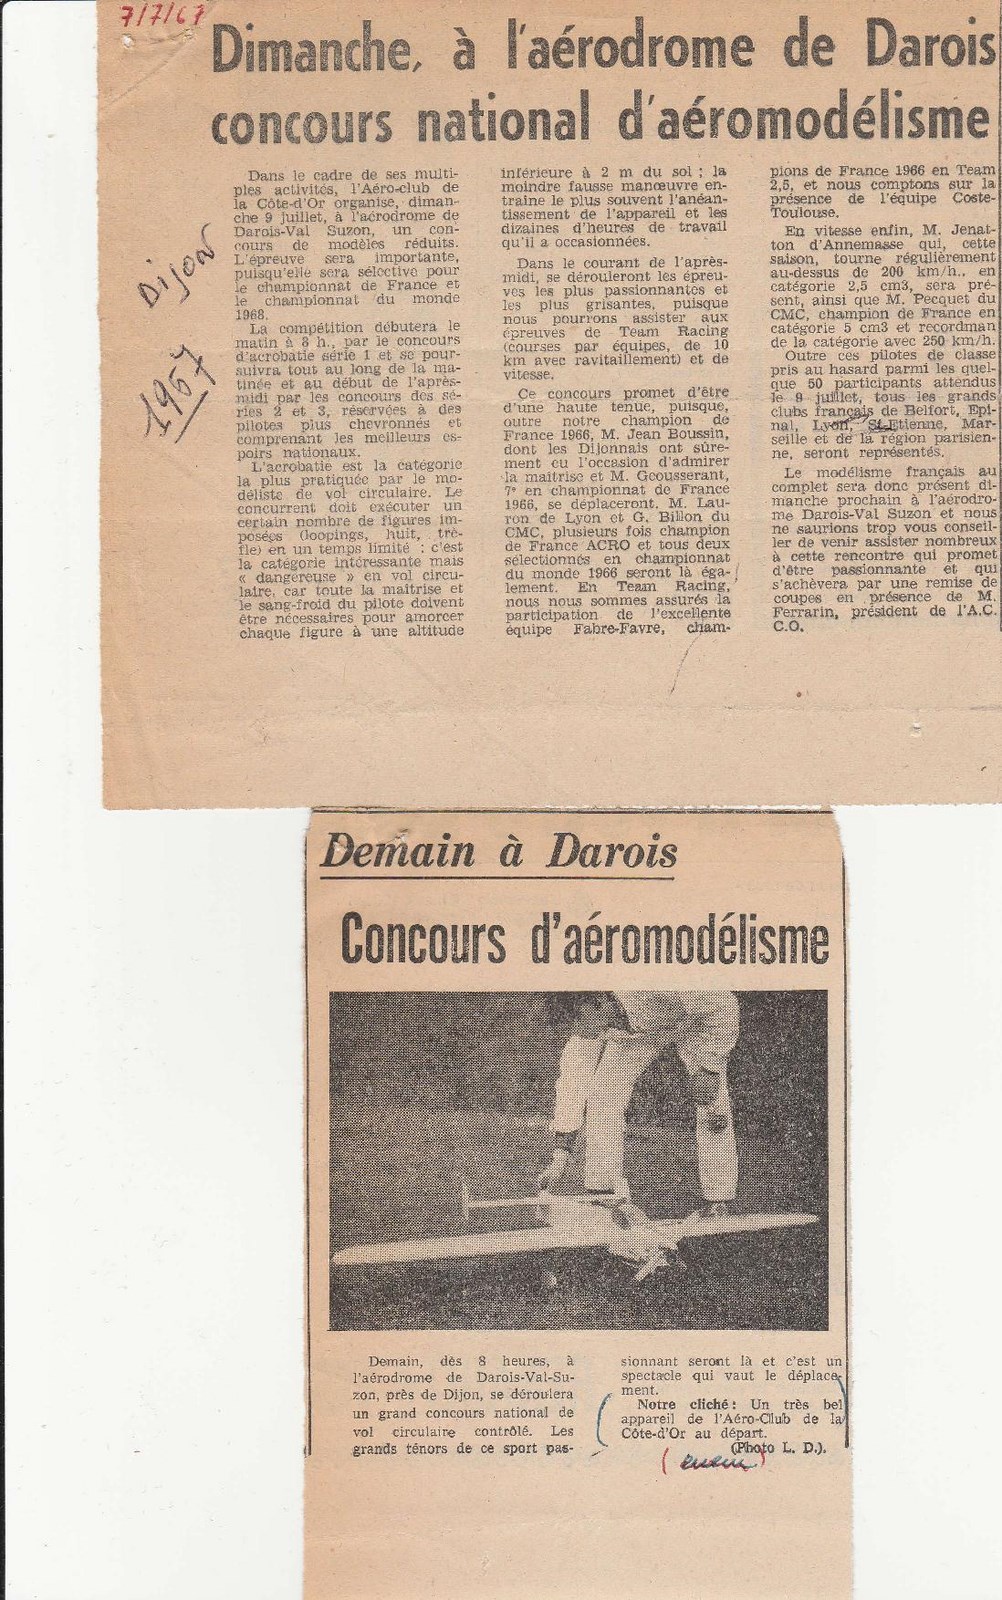 7/7/67
Dimanche, à l'aérodrome de Darois
concours national d'aéromodélisme
Dijon
1967
Dans le cadre de ses multi-
ples activités, l'Aéro-club de
la Côte-d'Or organise, diman-
che 9 juillet, à l'aérodrome de
Darois-Val Suzon, un con-
cours de modèles réduits.
L'épreuve sera importante,
puisqu'elle sera sélective pour
le championnat de France et
le championnat du monde
1968.
La compétition débutera le
matin à 8 h., par le concours
d'acrobatie série 1 et se pour-
suivra tout au long de la ma-
tinée et au début de l'après-
midi par les concours des sé-
ries 2 et 3, réservées à des
pilotes plus chevronnés et
comprenant les meilleurs es-
poirs nationaux.
L'acrobatie est la catégorie
la plus pratiquée par le mo-
déliste de vol circulaire. Le
concurrent doit exécuter un
certain nombre de figures im-
posées (loopings, huit, trè-
fle) en un temps limité : c'est
la catégorie intéressante mais
« dangereuse » en vol circu-
laire, car toute la maîtrise et
le sang-froid du pilote doivent
être nécessaires pour amorcer
chaque figure à une altitude
inférieure à 2 m du sol ; la
moindre fausse manœuvre en-
traine le plus souvent l'anéan-
tissement de l'appareil et les
dizaines d'heures de travail
qu'il a occasionnées.
Dans le courant de l'après-
midi, se dérouleront les épreu-
ves les plus passionnantes et
les plus grisantes, puisque
nous pourrons assister aux
épreuves de Team Racing
(courses par équipes, de 10
km avec ravitaillement) et de
vitesse.
Ce concours promet d'être
d'une haute tenue, puisque,
outre notre champion de
France 1966, M. Jean Boussin,
dont les Dijonnais ont sûre-
ment eu l'occasion d'admirer
la maîtrise et M. Geousserant,
7e en championnat de France
1966, se déplaceront. M. Lau-
ron de Lyon et G. Billon du
CMC, plusieurs fois champion
de France ACRO et tous deux
sélectionnés en championnat
du monde 1966 seront là éga-
lement. En Team Racing,
nous nous sommes assurés la
participation de l'excellente
équipe Fabre-Favre, cham-
pions de France 1966 en Team
2,5, et nous comptons sur la
présence de l'équipe Coste-
Toulouse.
En vitesse enfin, M. Jenat-
ton d'Annemasse qui, cette
saison, tourne régulièrement
au-dessus de 200 km/h., en
catégorie 2,5 cm3, sera pré-
sent, ainsi que M. Pecquet du
CMC, champion de France en
catégorie 5 cm3 et recordman
de la catégorie avec 250 km/h.
Outre ces pilotes de classe
pris au hasard parmi les quel-
que 50 participants attendus
le 9 juillet, tous les grands
clubs français de Belfort, Epi-
nal, Lyon, St-Etienne, Mar-
seille et de la région parisien-
ne, seront représentés.
Le modélisme français au
complet sera donc présent di-
manche prochain à l'aérodro-
me Darois-Val Suzon et nous
ne saurions trop vous conseil-
ler de venir assister nombreux
à cette rencontre qui promet
d'être passionnante et qui
s'achèvera par une remise de
coupes en présence de M.
Ferrarin, président de l'A.C.
C.O.
Demain à Darois
Concours d'aéromodélisme
Demain, dès 8 heures, à
l'aérodrome de Darois-Val-Su-
zon, près de Dijon, se déroulera
un grand concours national de
vol circulaire contrôlé. Les
grands ténors de ce sport pas-
sionnant seront là et c'est un
spectacle qui vaut le déplace-
ment.
Notre cliché : Un très bel
appareil de l'Aéro-Club de la
Côte-d'Or au départ.
(Photo L. D.).